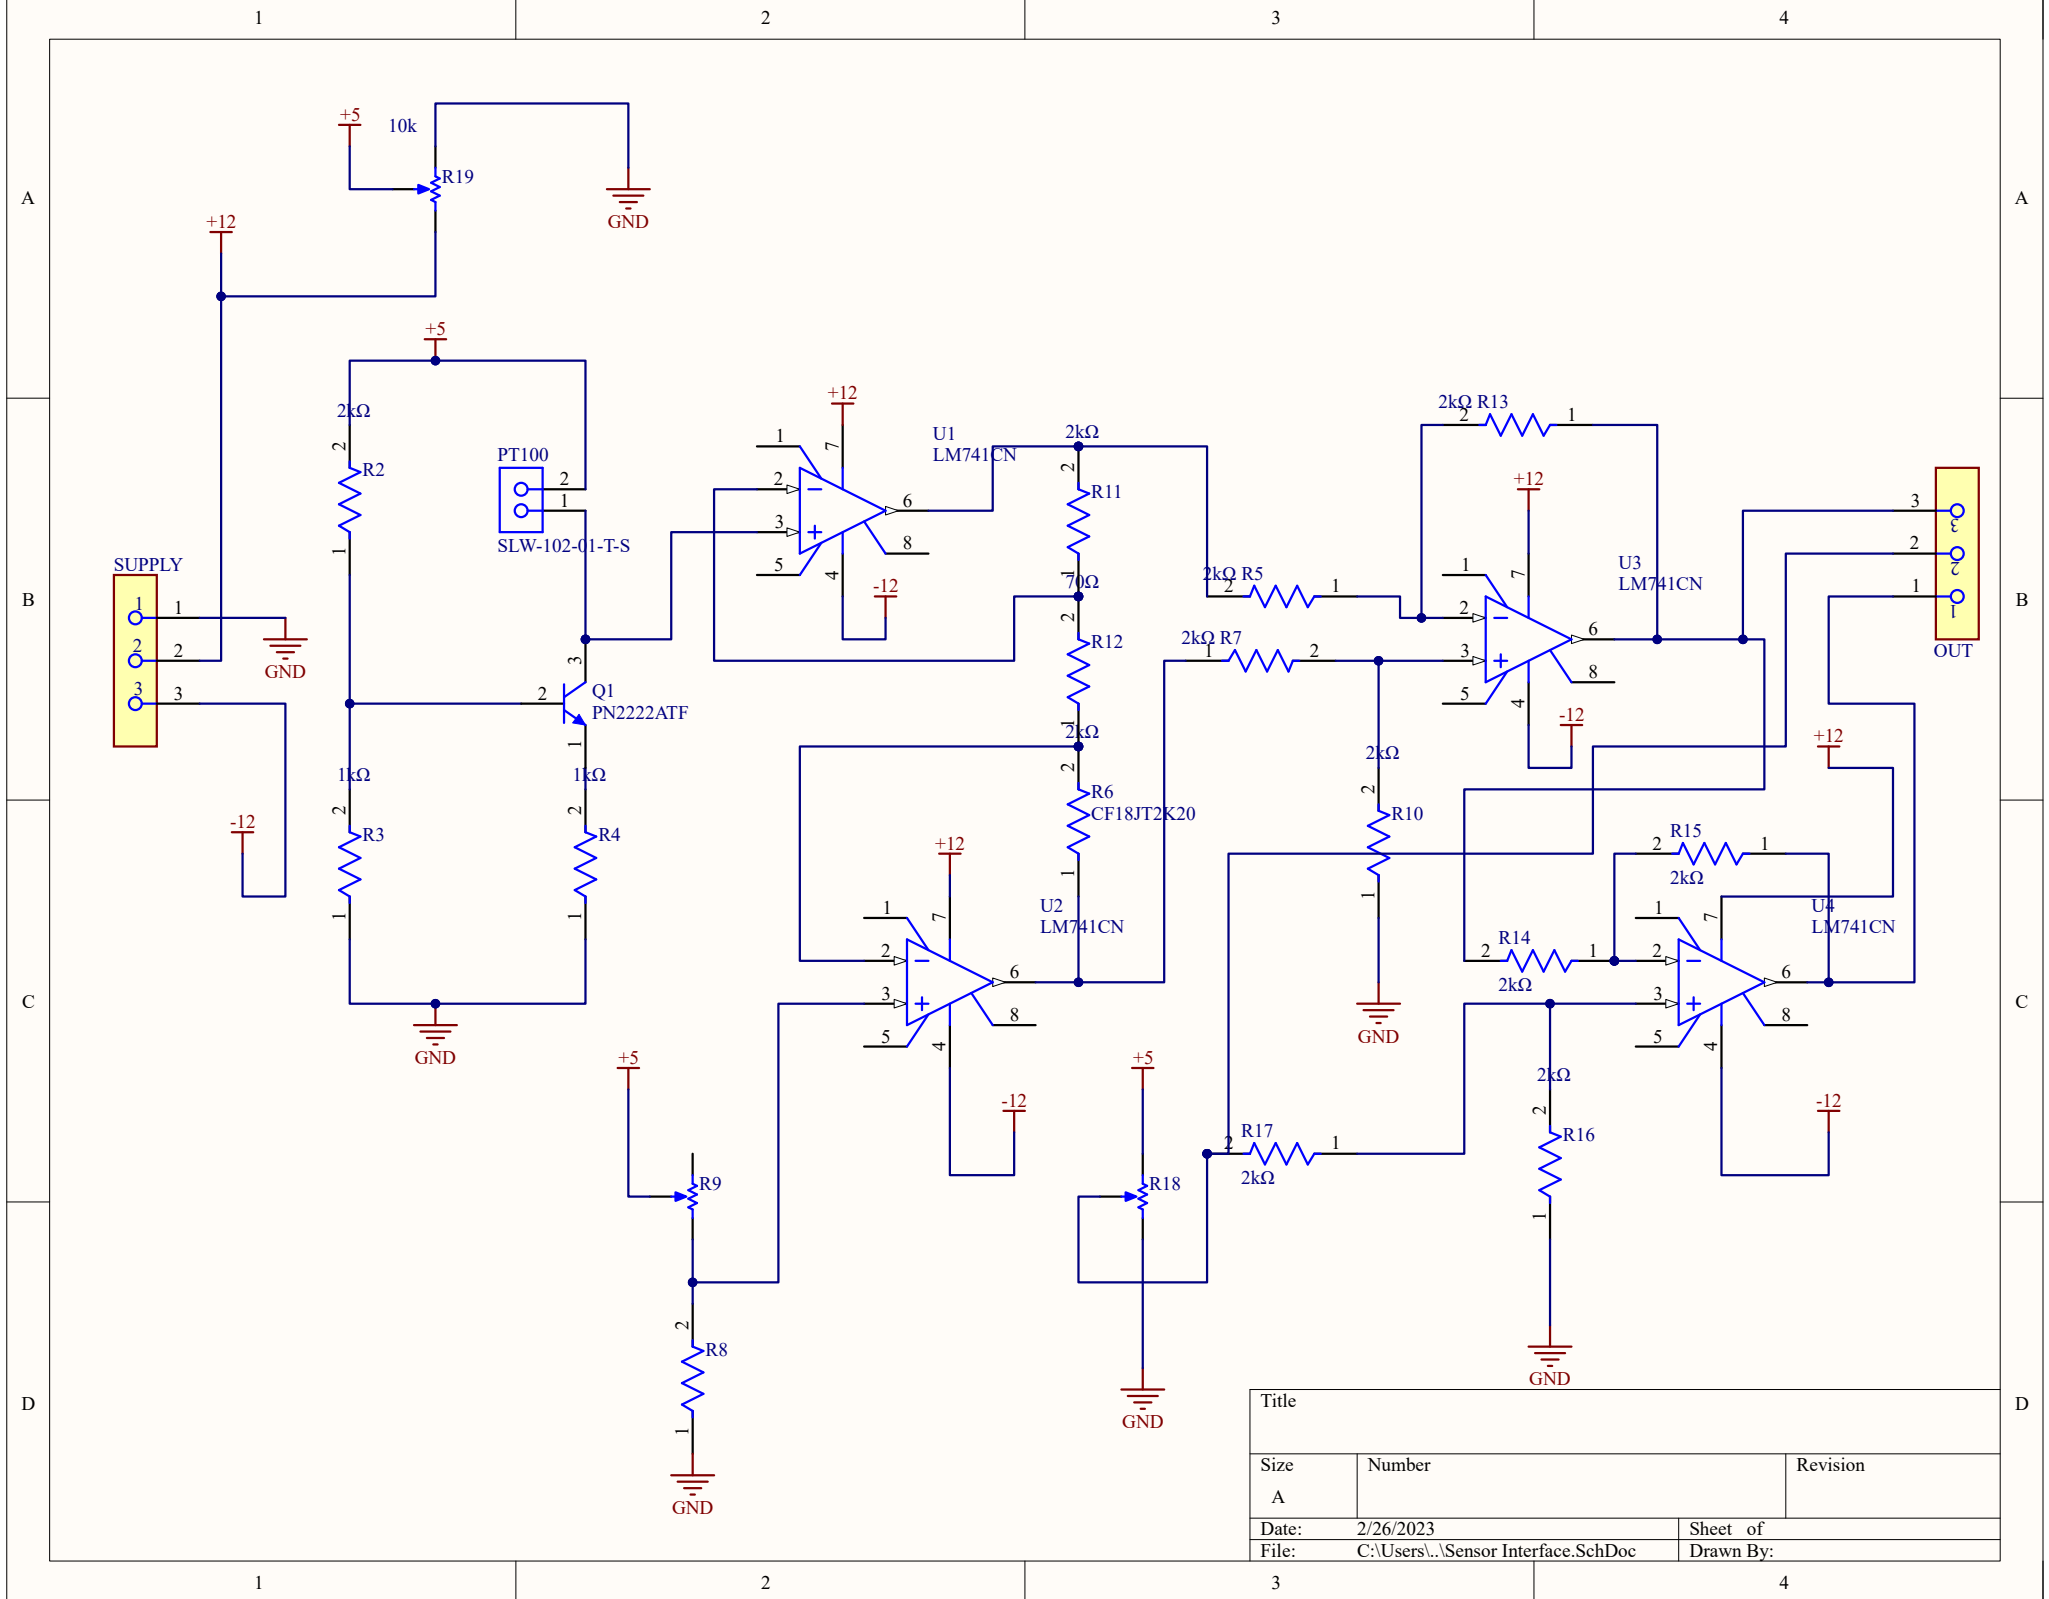 1 2 3 4
A A
+5 10k
R19
GND
+12
+5
2kΩ
2
R2
1
PT100
2
1
SLW-102-01-T-S
+12
1 7
2
3
5 4
6
8
U1
LM741CN
-12
2kΩ
2
R11
1
70Ω
2
R12
1
2kΩ
2
R6
CF18JT2K20
1
2kΩ R13
2 1
+12
2kΩ R5
2 1
2kΩ R7
1 2
1 7
2
3
5 4
6
8
U3
LM741CN
-12
3 3
2 2
1 1
OUT
B B
SUPPLY
1 1
2 2
3 3
GND
3
2
Q1
PN2222ATF
1
-12
1kΩ
2
R3
1
1kΩ
2
R4
1
GND
2kΩ
2
R10
1
GND
+12
R15
2 1
2kΩ
C C
+12
1 7
2
3
5 4
6
8
U2
LM741CN
-12
R14
2 1
2kΩ
1 7
2
3
5 4
6
8
U4
LM741CN
-12
+5
R9
2
R8
1
GND
+5
R18
GND
R17
2 1
2kΩ
2kΩ
2
R16
1
GND
D D
Title
Size Number Revision
A
Date: 2/26/2023 Sheet of
File: C:\Users\..\Sensor Interface.SchDoc Drawn By:
1 2 3 4